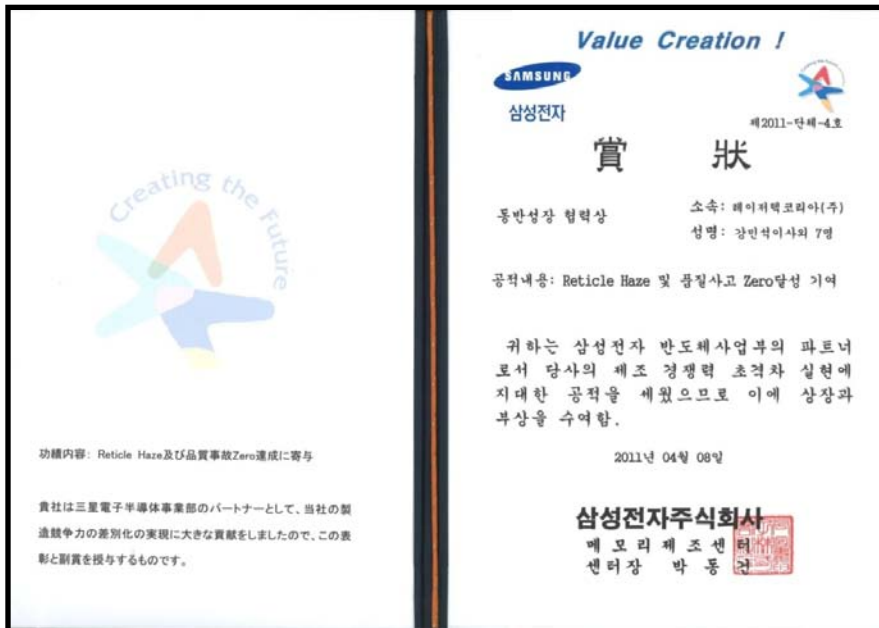 Creating the Future
功績内容: Reticle Haze及び品質事故Zero達成に寄与
貴社は三星電子半導体事業部のパートナーとして、当社の製
造競争力の差別化の実現に大きな貢献をしましたので、この表
彰と副賞を授与するものです。
Value Creation !
SAMSUNG
삼성전자
Creating the Future
제2011-단체-4호
賞 狀
동반성장 협력상
소속: 레이저텍코리아(주)
성명: 강민석이사외 7명
공적내용: Reticle Haze 및 품질사고 Zero달성 기여
귀하는 삼성전자 반도체사업부의 파트너
로서 당사의 제조 경쟁력 초격차 실현에
지대한 공적을 세웠으므로 이에 상장과
부상을 수여함.
2011년 04월 08일
삼성전자주식회사
메모리제조센터
센터장 박동건